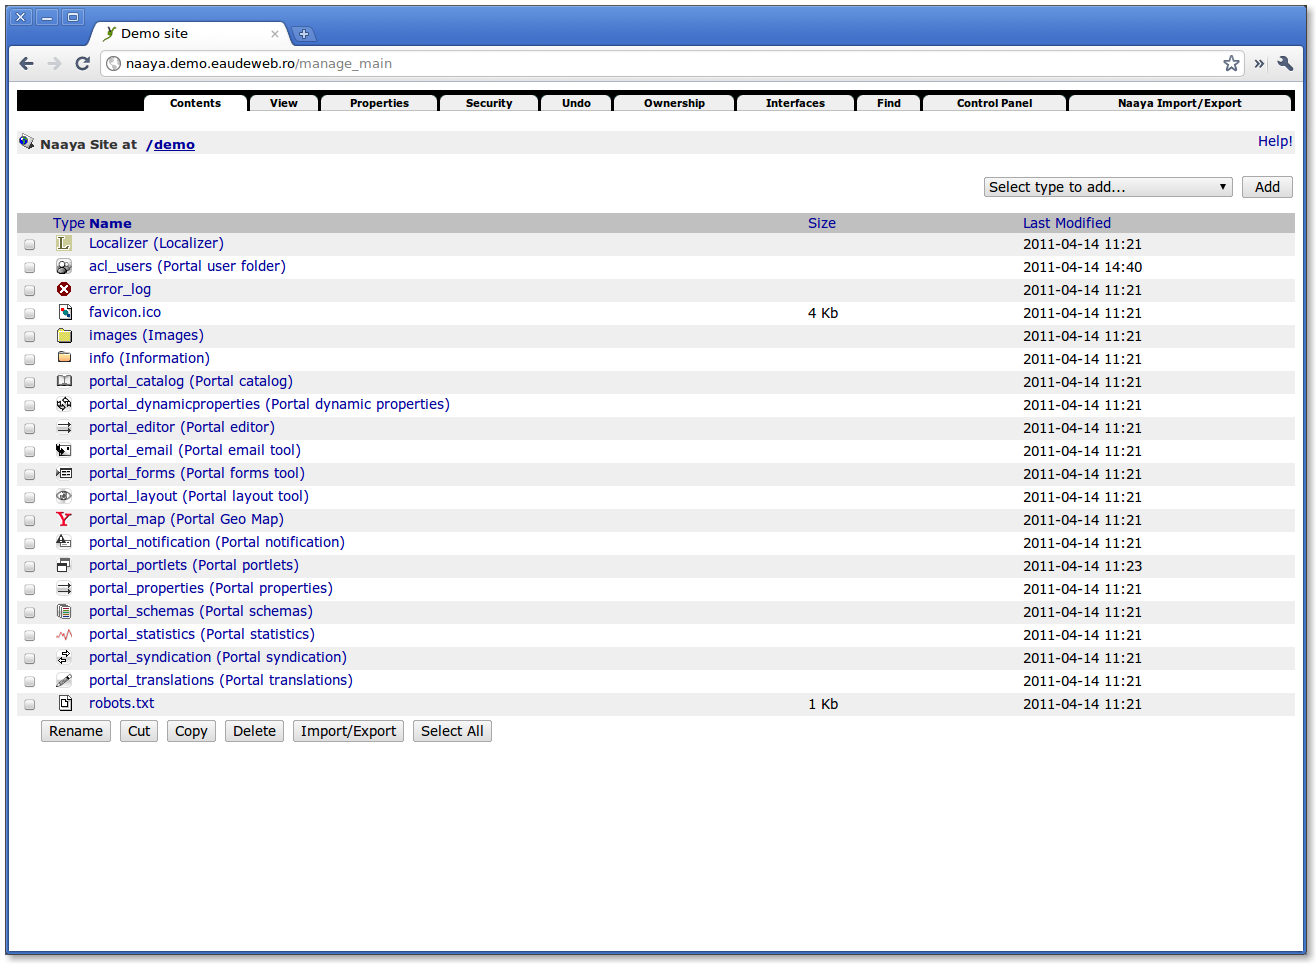 Demo site
naaya.demo.eaudeweb.ro/manage_main
Contents View Properties Security Undo Ownership Interfaces Find Control Panel Naaya Import/Export
Naaya Site at /demo Help!
Select type to add... Add
Type Name Size Last Modified
Localizer (Localizer) 2011-04-14 11:21
acl_users (Portal user folder) 2011-04-14 14:40
error_log 2011-04-14 11:21
favicon.ico 4 Kb 2011-04-14 11:21
images (Images) 2011-04-14 11:21
info (Information) 2011-04-14 11:21
portal_catalog (Portal catalog) 2011-04-14 11:21
portal_dynamicproperties (Portal dynamic properties) 2011-04-14 11:21
portal_editor (Portal editor) 2011-04-14 11:21
portal_email (Portal email tool) 2011-04-14 11:21
portal_forms (Portal forms tool) 2011-04-14 11:21
portal_layout (Portal layout tool) 2011-04-14 11:21
portal_map (Portal Geo Map) 2011-04-14 11:21
portal_notification (Portal notification) 2011-04-14 11:21
portal_portlets (Portal portlets) 2011-04-14 11:23
portal_properties (Portal properties) 2011-04-14 11:21
portal_schemas (Portal schemas) 2011-04-14 11:21
portal_statistics (Portal statistics) 2011-04-14 11:21
portal_syndication (Portal syndication) 2011-04-14 11:21
portal_translations (Portal translations) 2011-04-14 11:21
robots.txt 1 Kb 2011-04-14 11:21
Rename Cut Copy Delete Import/Export Select All